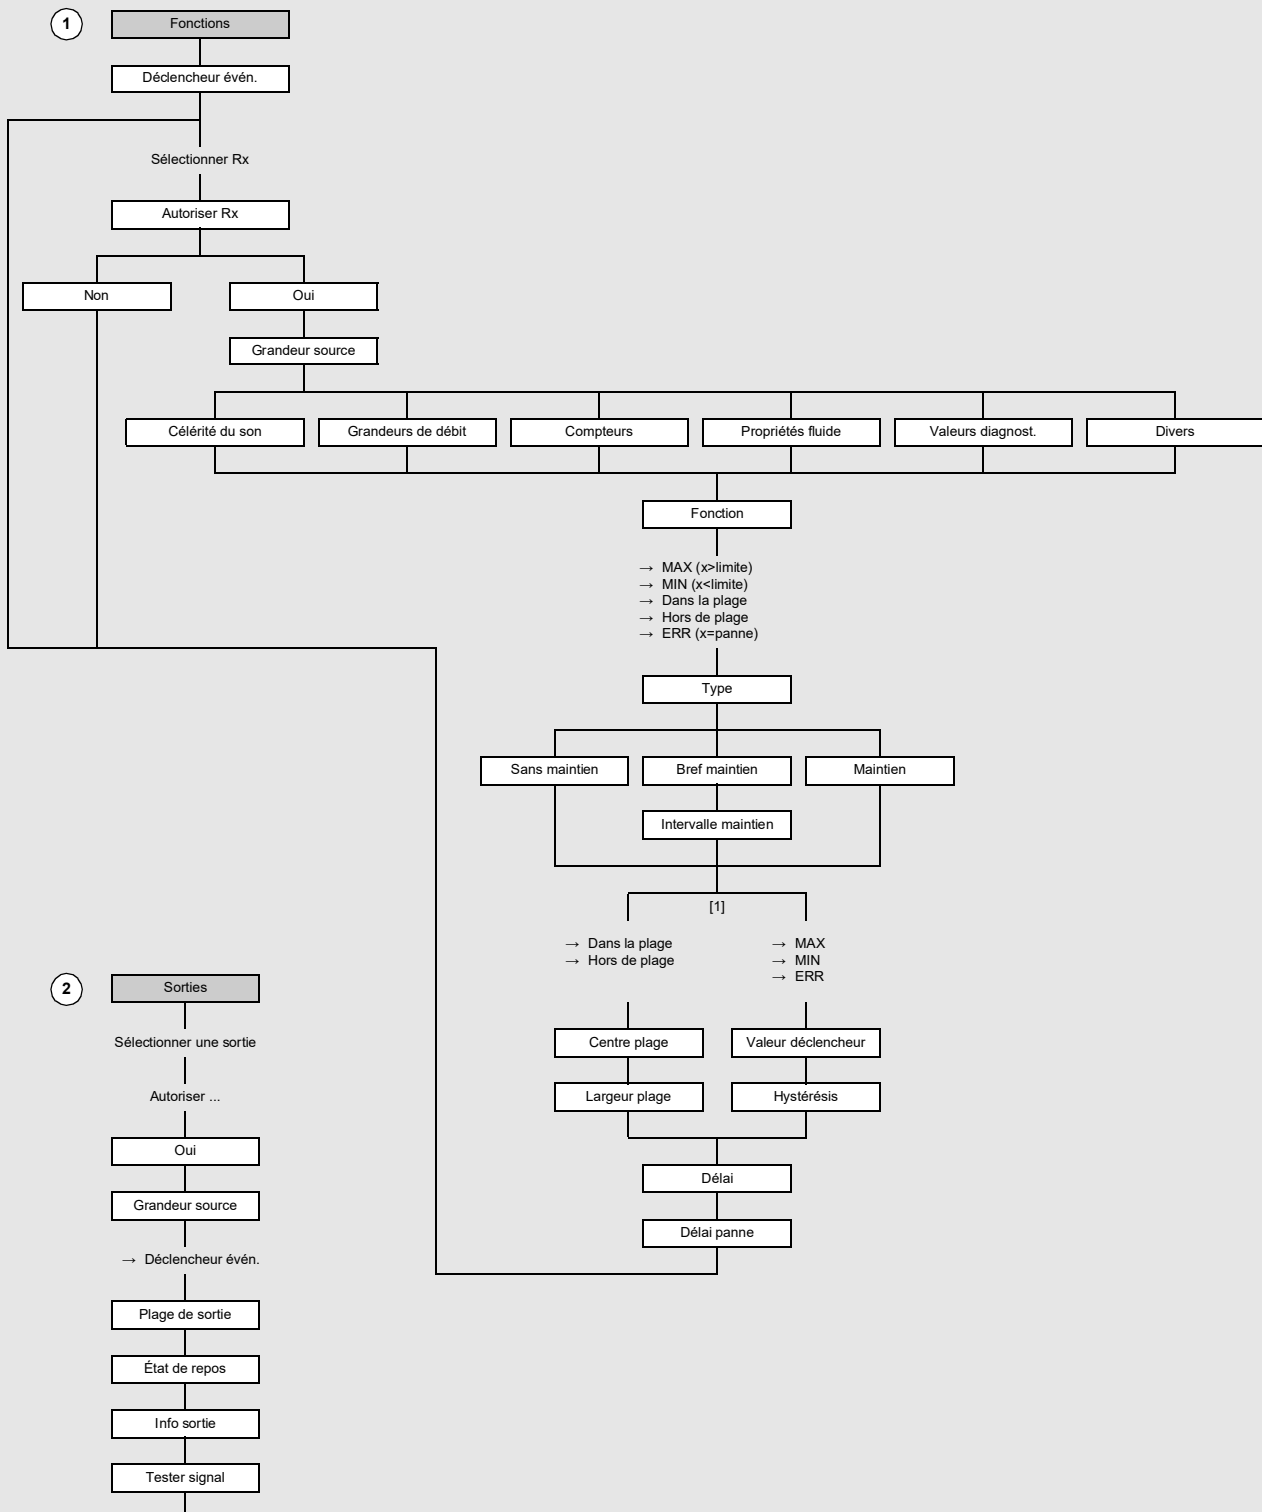 1
Fonctions
Déclencheur évén.
Sélectionner Rx
Autoriser Rx
Non
Oui
Grandeur source
Célérité du son
Grandeurs de débit
Compteurs
Propriétés fluide
Valeurs diagnost.
Divers
Fonction
→ MAX (x>limite)
→ MIN (x<limite)
→ Dans la plage
→ Hors de plage
→ ERR (x=panne)
Type
Sans maintien
Bref maintien
Maintien
Intervalle maintien
[1]
→ Dans la plage
→ Hors de plage
→ MAX
→ MIN
→ ERR
Centre plage
Valeur déclencheur
Largeur plage
Hystérésis
Délai
Délai panne
2
Sorties
Sélectionner une sortie
Autoriser ...
Oui
Grandeur source
→ Déclencheur évén.
Plage de sortie
État de repos
Info sortie
Tester signal